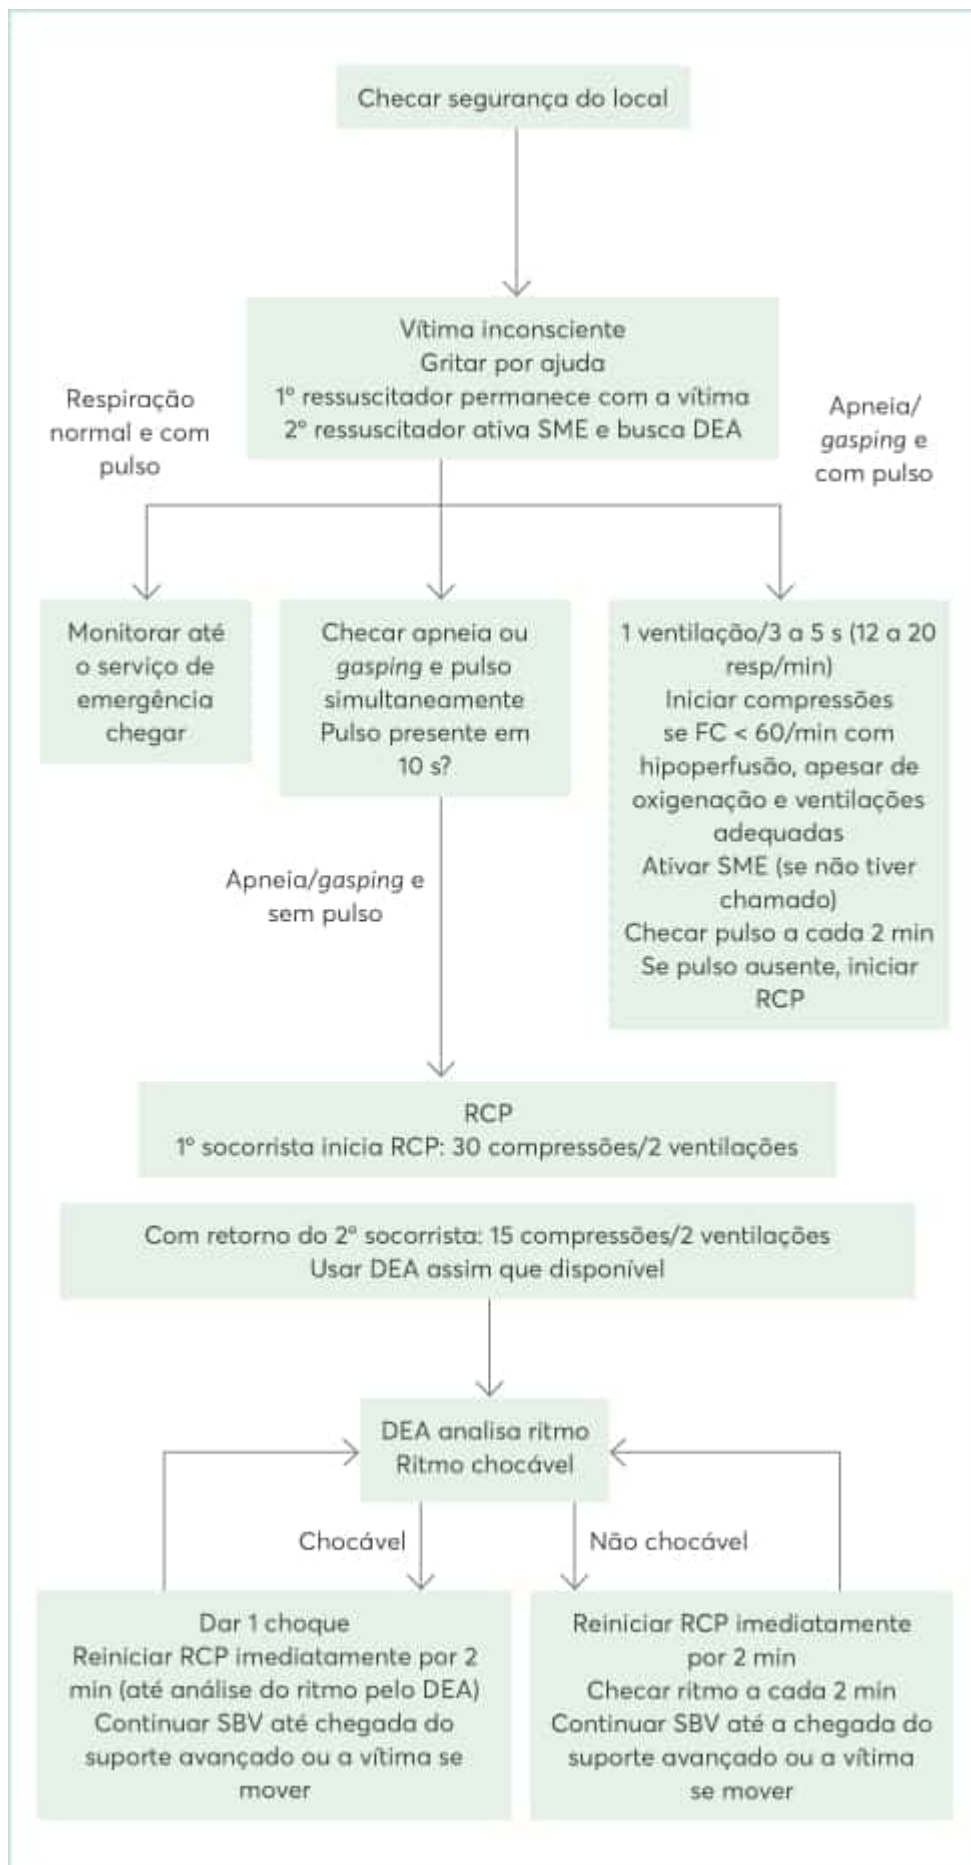 Checar segurança do local
Vítima inconsciente
Gritar por ajuda
1º ressuscitador permanece com a vítima
2º ressuscitador ativa SME e busca DEA
Respiração
normal e com
pulso
Apneia/
gasping e
com pulso
Monitorar até
o serviço de
emergência
chegar
Checar apneia ou
gasping e pulso
simultaneamente
Pulso presente em
10 s?
1 ventilação/3 a 5 s (12 a 20
resp/min)
Iniciar compressões
se FC < 60/min com
hipoperfusão, apesar de
oxigenação e ventilações
adequadas
Ativar SME (se não tiver
chamado)
Checar pulso a cada 2 min
Se pulso ausente, iniciar
RCP
Apneia/gasping e
sem pulso
RCP
1º socorrista inicia RCP: 30 compressões/2 ventilações
Com retorno do 2º socorrista: 15 compressões/2 ventilações
Usar DEA assim que disponível
DEA analisa ritmo
Ritmo chocável
Chocável
Não chocável
Dar 1 choque
Reiniciar RCP imediatamente por 2
min (até análise do ritmo pelo DEA)
Continuar SBV até chegada do
suporte avançado ou a vítima se
mover
Reiniciar RCP imediatamente
por 2 min
Checar ritmo a cada 2 min
Continuar SBV até a chegada do
suporte avançado ou a vítima
se mover